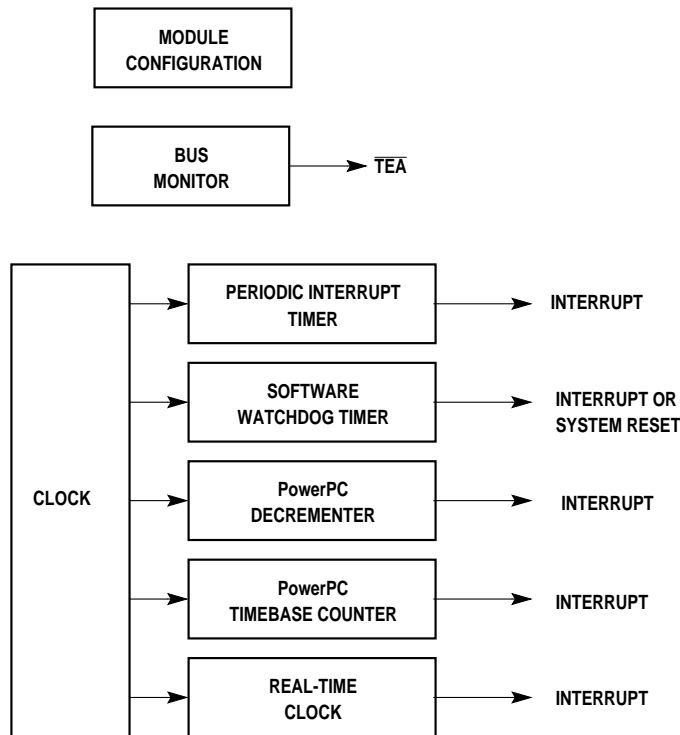 MODULE
CONFIGURATION
BUS
MONITOR
TEA
CLOCK
PERIODIC INTERRUPT
TIMER
INTERRUPT
SOFTWARE
WATCHDOG TIMER
INTERRUPT OR
SYSTEM RESET
PowerPC
DECREMENTER
INTERRUPT
PowerPC
TIMEBASE COUNTER
INTERRUPT
REAL-TIME
CLOCK
INTERRUPT